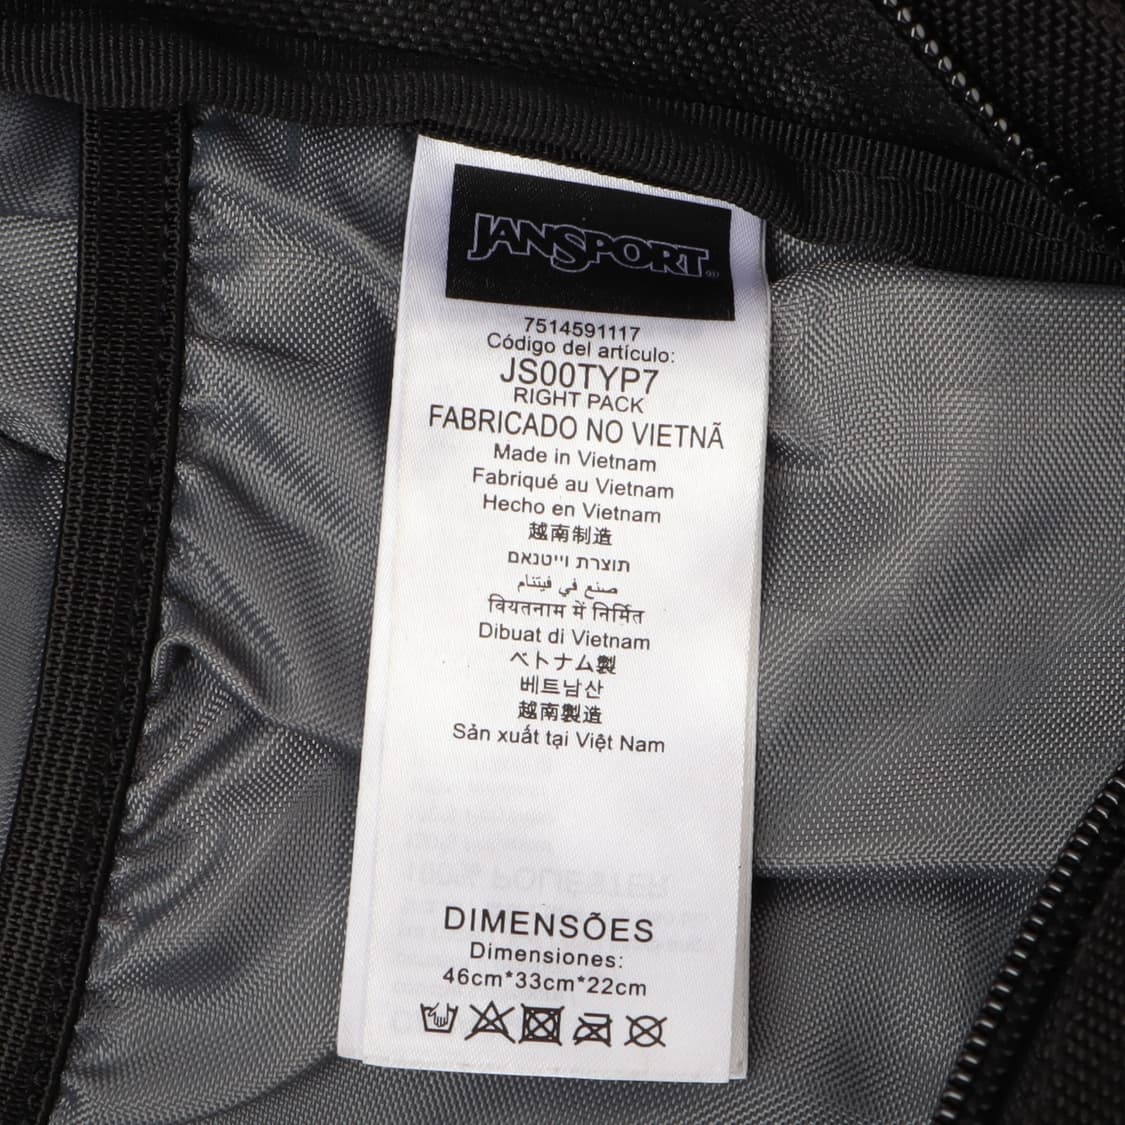 JANSPORT
7514591117
Código del artículo:
JS00TYP7
RIGHT PACK
FABRICADO NO VIETNÃ
Made in Vietnam
Fabriqué au Vietnam
Hecho en Vietnam
越南制造
תוצרת וייטנאם
صنع في فيتنام
वियतनाम में निर्मित
Dibuat di Vietnam
ベトナム製
베트남산
越南製造
Sản xuất tại Việt Nam
DIMENSÕES
Dimensiones:
46cm*33cm*22cm